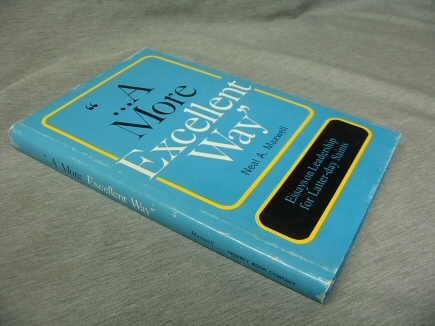 "...A
More
Excellent
Way"
Neal A. Maxwell
Essays on Leadership
for Latter-day Saints
"...A More Excellent Way" Maxwell DESERET BOOK COMPANY